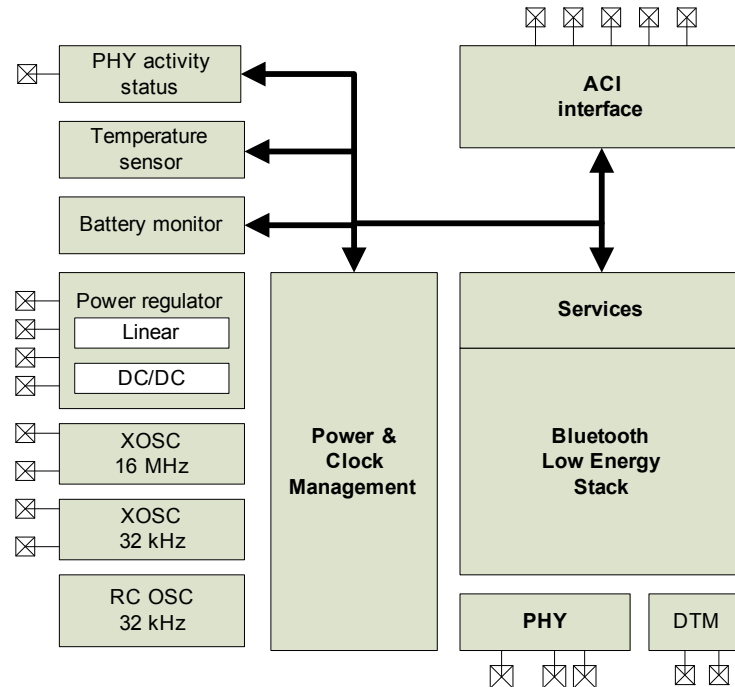 PHY activity
status
ACI
interface
Temperature
sensor
Battery monitor
Power regulator
Linear
DC/DC
Services
Power &
Clock
Management
Bluetooth
Low Energy
Stack
XOSC
16 MHz
XOSC
32 kHz
RC OSC
32 kHz
PHY
DTM